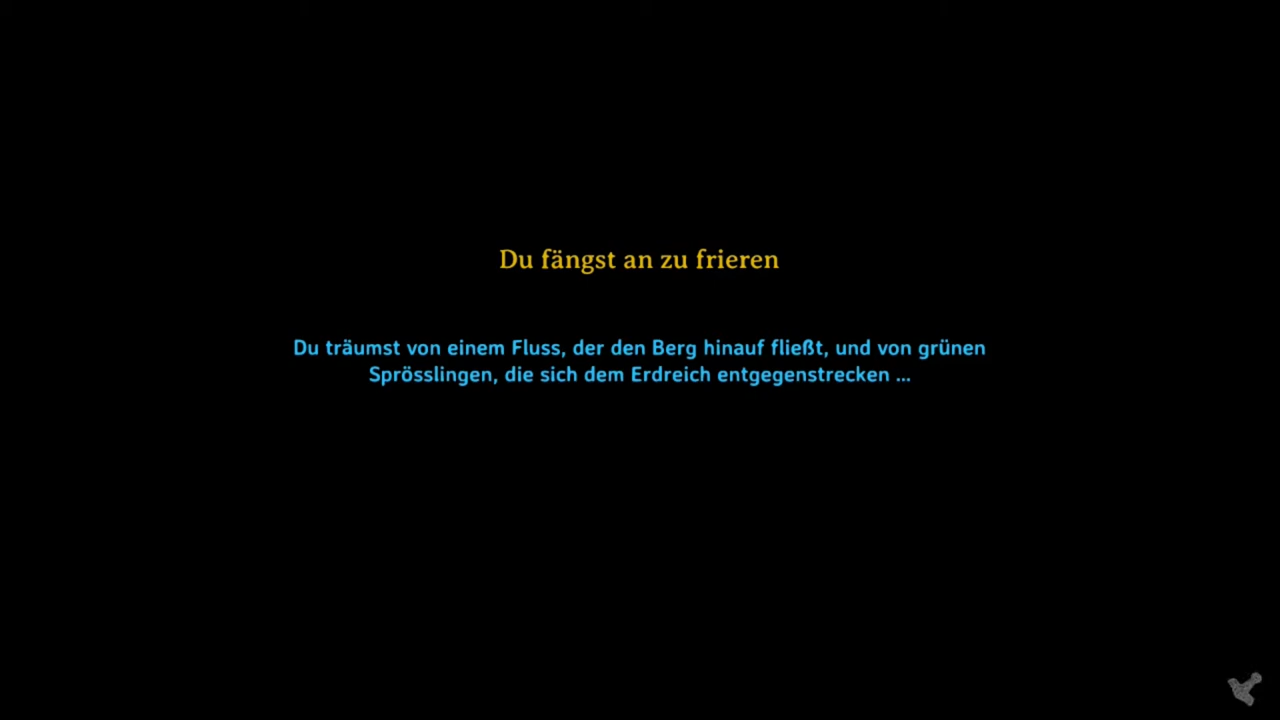 Du fängst an zu frieren
Du träumst von einem Fluss, der den Berg hinauf fließt, und von grünen
Sprösslingen, die sich dem Erdreich entgegenstrecken ...